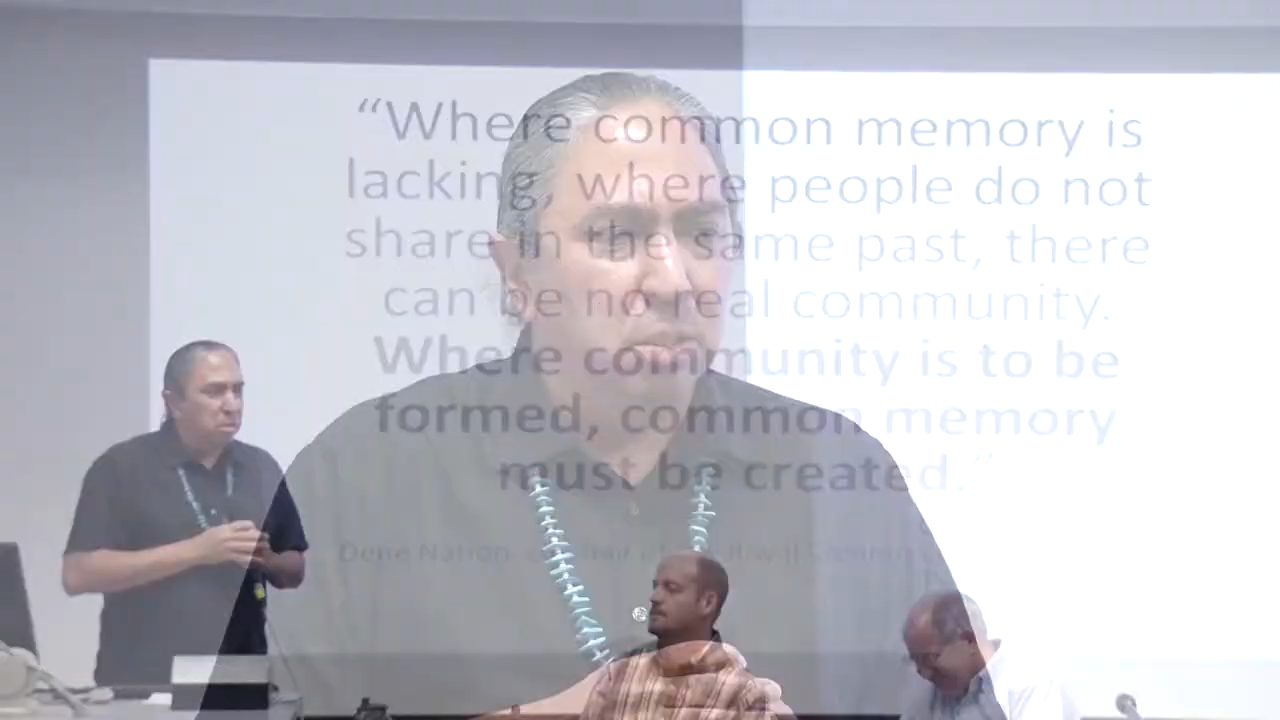 “Where common memory is
lacking, where people do not
share in the same past, there
can be no real community.
Where community is to be
formed, common memory
must be created.”
Dene Nation